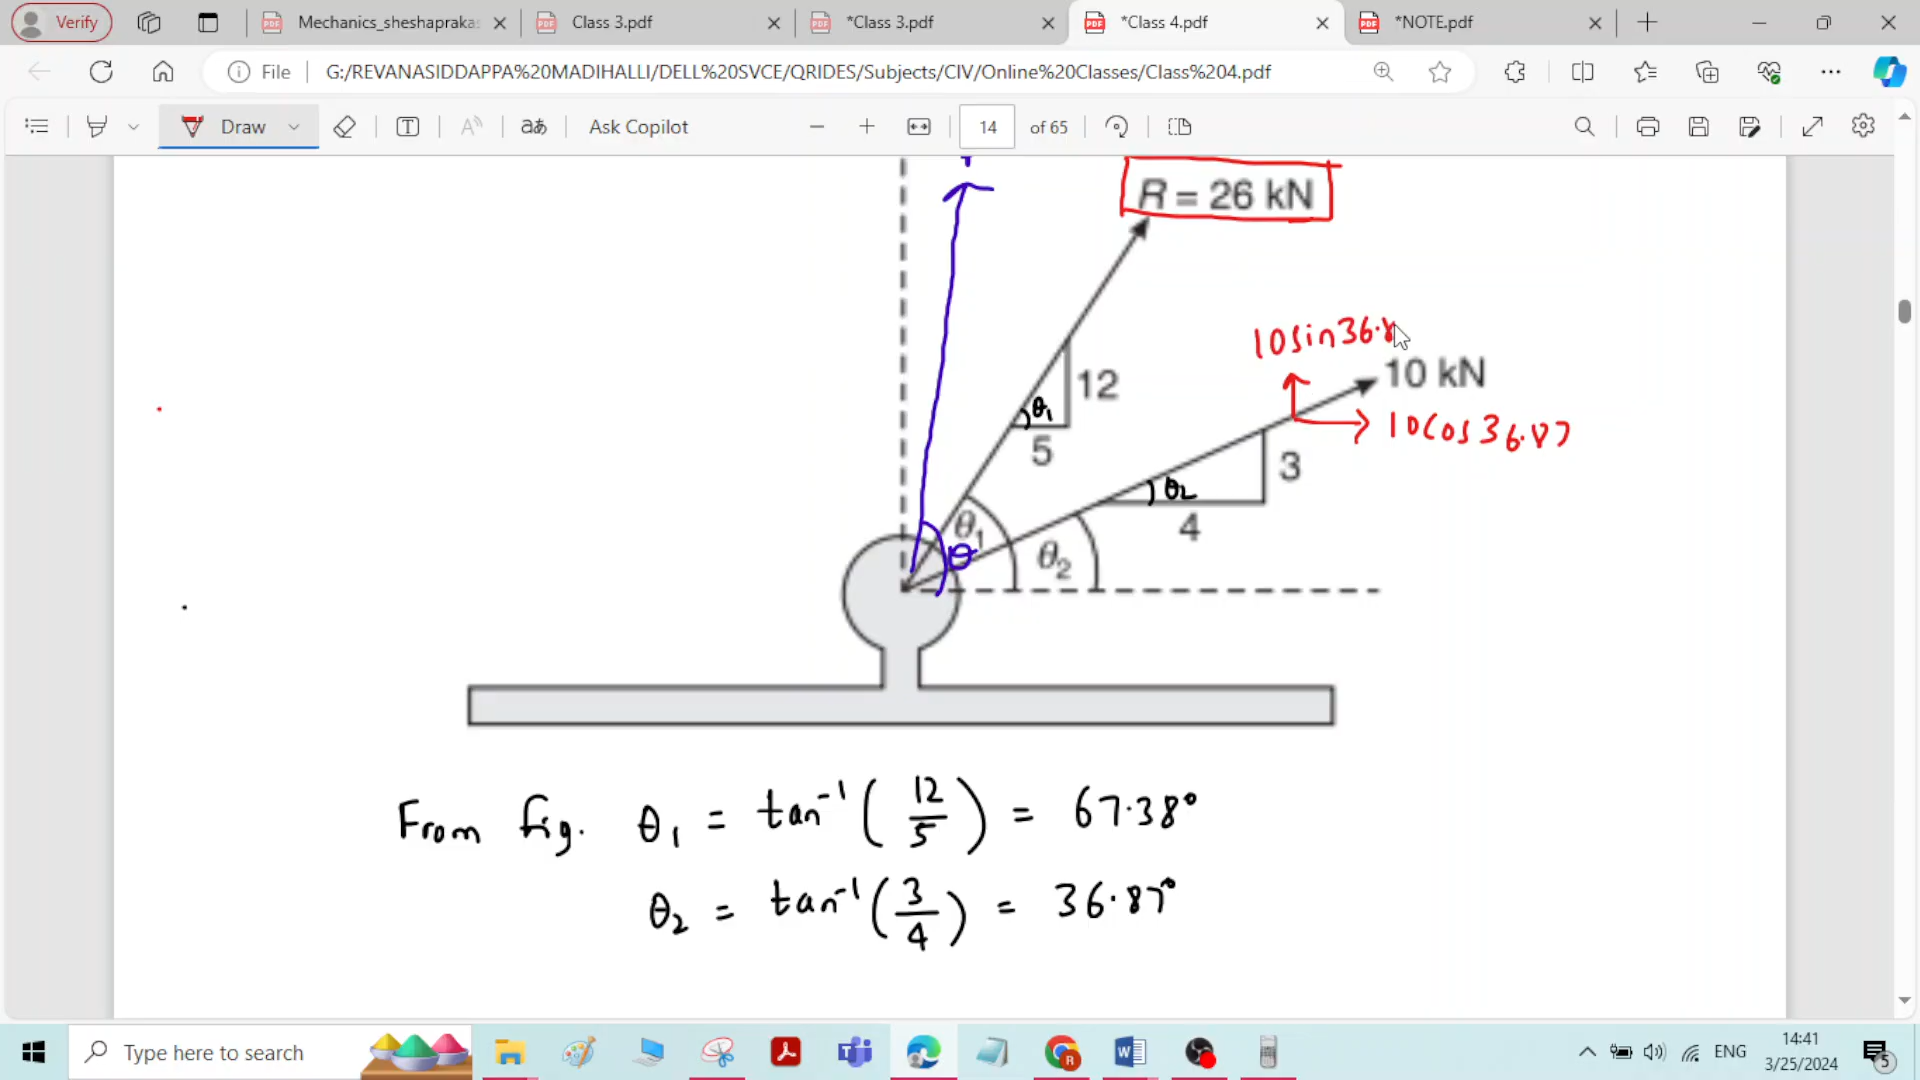 Verify
Mechanics_sheshapraka
Class 3.pdf
*Class 3.pdf
*Class 4.pdf
*NOTE.pdf
File
G:/REVANASIDDAPPA%20MADIHALLI/DELL%20SVCE/QRIDES/Subjects/CIV/Online%20Classes/Class%204.pdf
Draw
Ask Copilot
14 of 65
R = 26 kN
10sin36.8
10 kN
10cos36.87
12
θ1
5
3
θ2
4
θ1
θ
θ2
From fig. θ1 = tan⁻¹(12/5) = 67.38°
θ2 = tan⁻¹(3/4) = 36.87°
Type here to search
ENG
14:41
3/25/2024
5